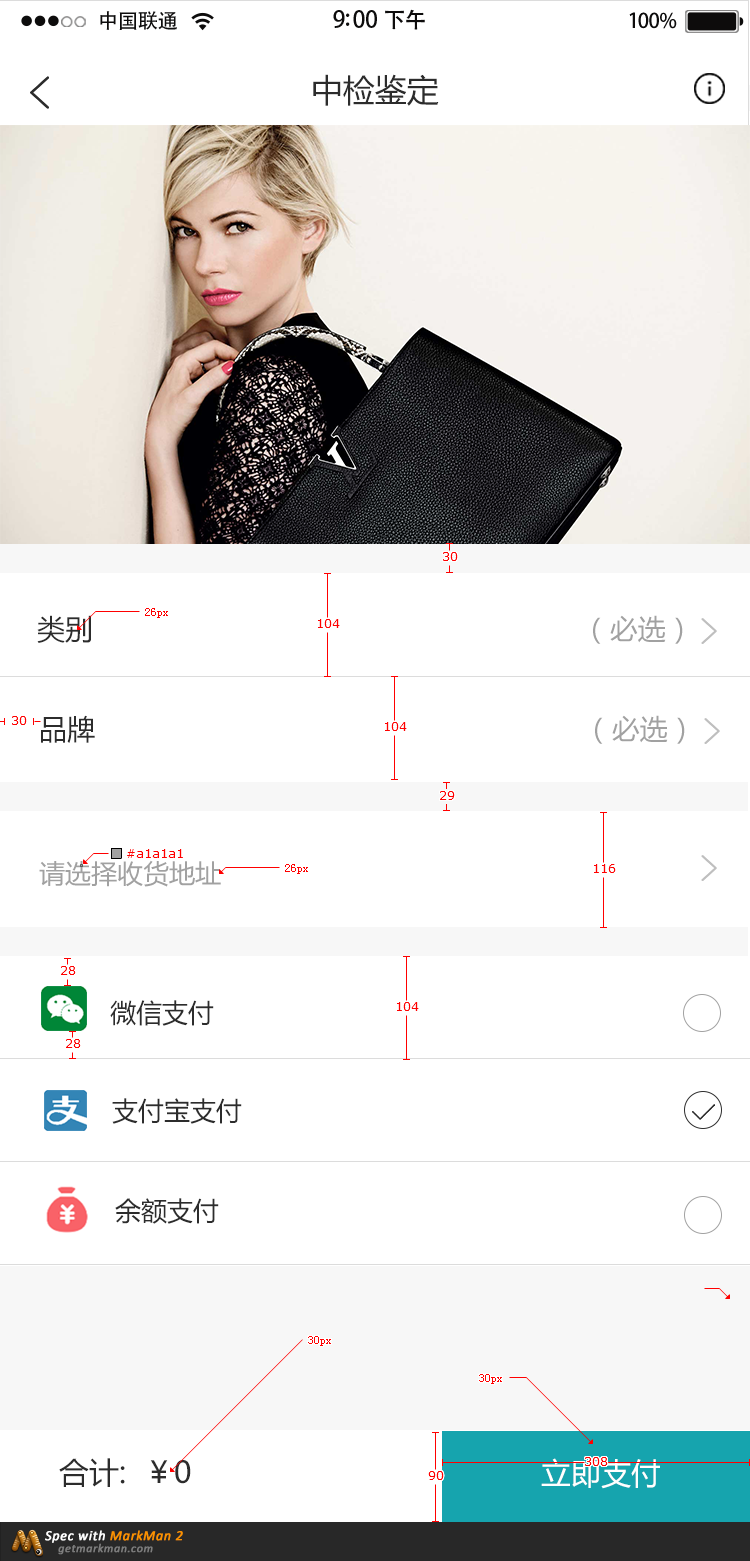 中国联通 9:00 下午 100%
中检鉴定
30
类别 26px 104 （必选）
30 品牌 104 （必选）
29
#a1a1a1
请选择收货地址 26px 116
28
微信支付 104
28
支付宝支付
余额支付
30px
30px
合计: ¥0 90 308 立即支付
Spec with MarkMan 2
getmarkman.com